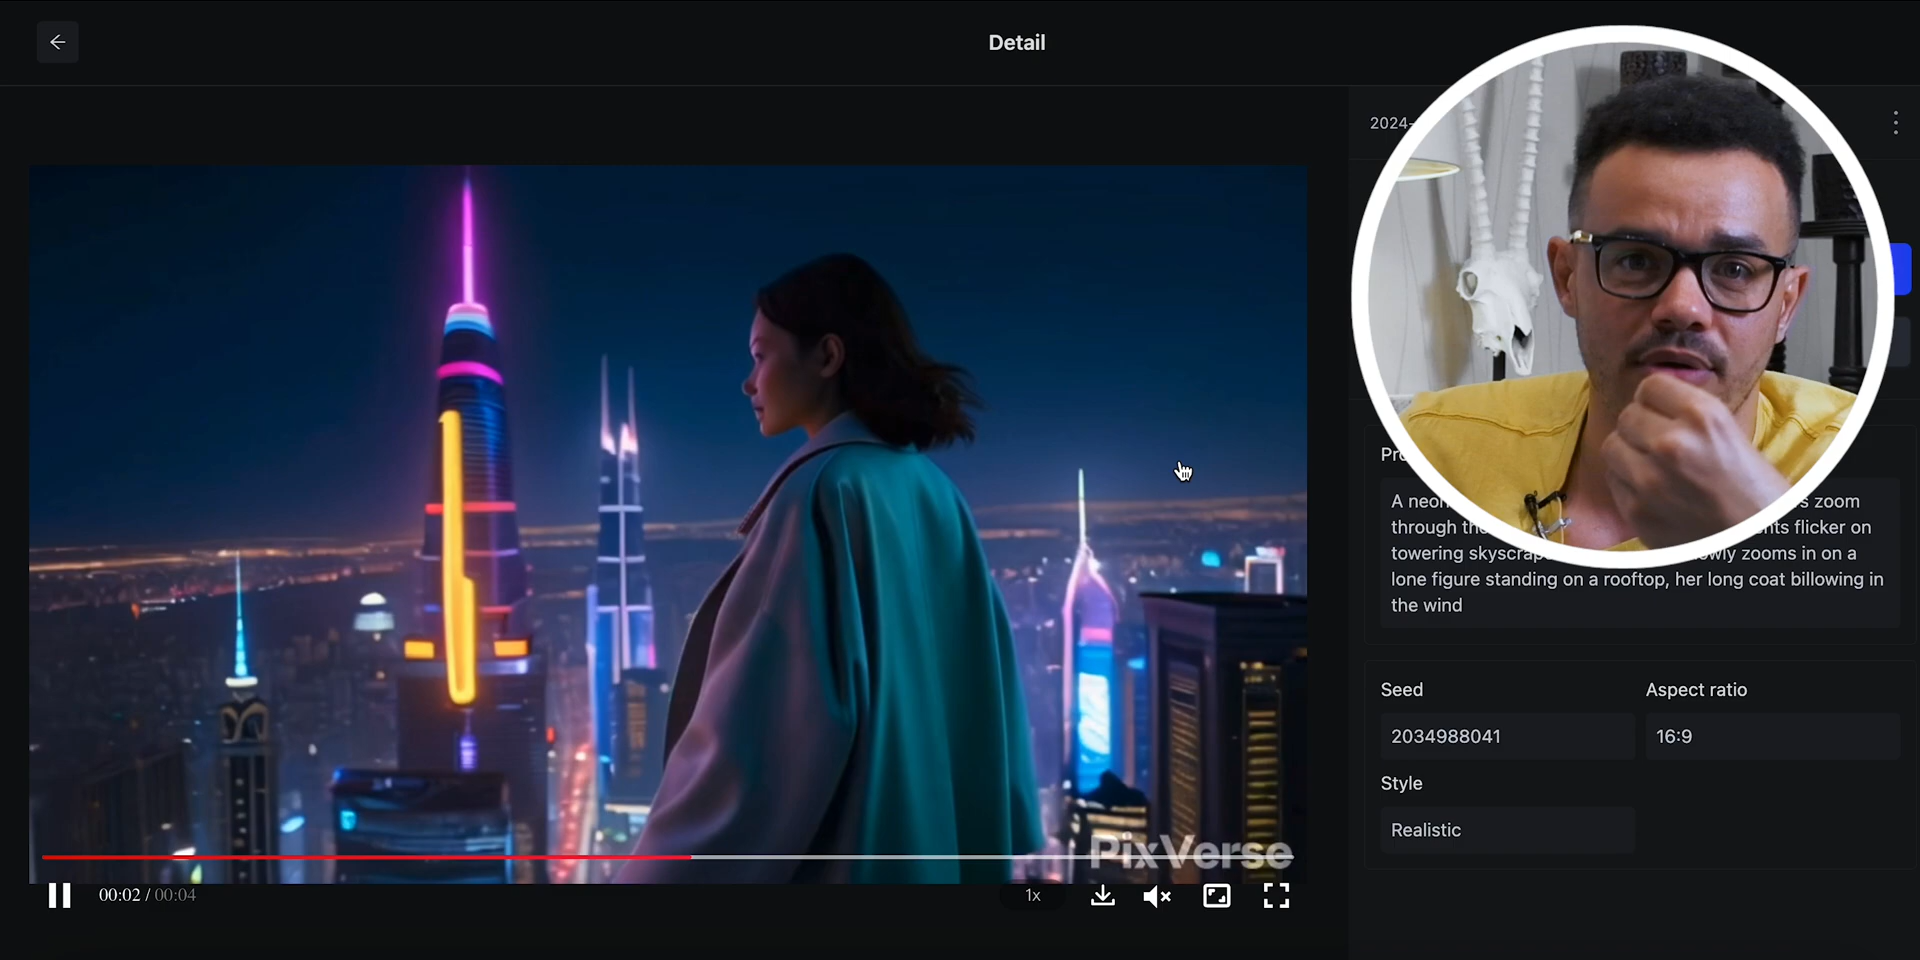 Detail
2024-
A neon s zoom
through th nts flicker on
towering skyscrap wly zooms in on a
lone figure standing on a rooftop, her long coat billowing in
the wind
Seed
Aspect ratio
2034988041
16:9
Style
Realistic
PixVerse
00:02 / 00:04
1x